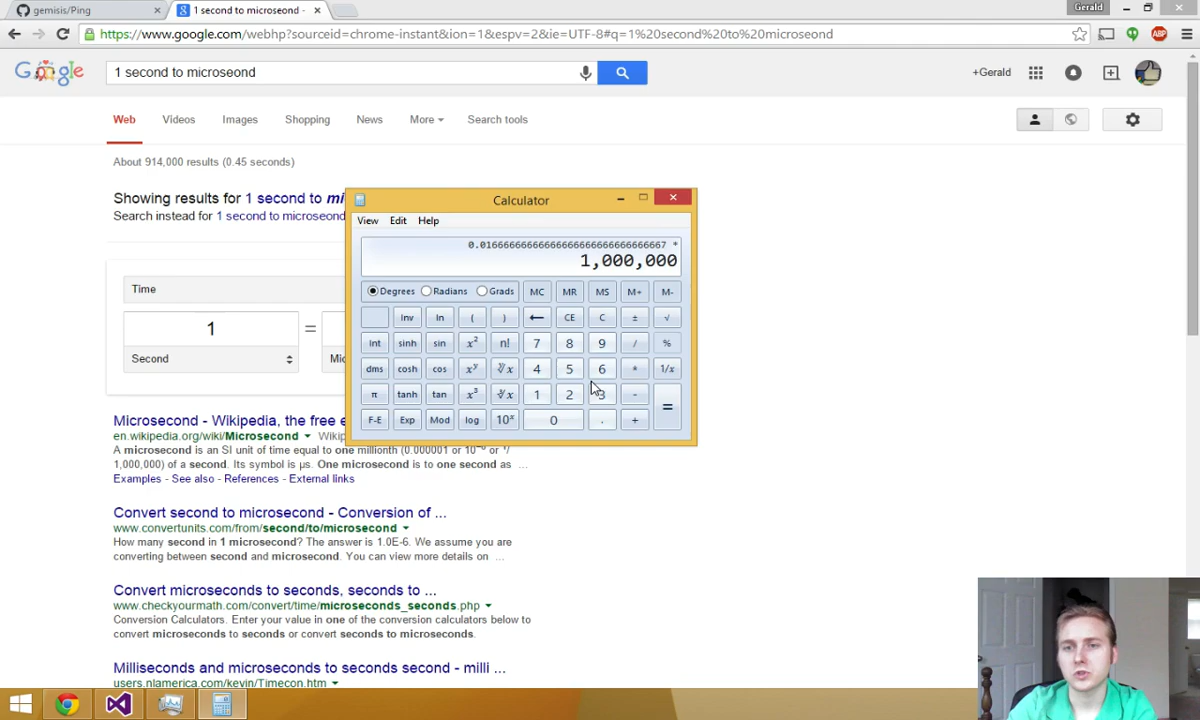 gemisis/Ping
1 second to microseond -
Gerald
https://www.google.com/webhp?sourceid=chrome-instant&ion=1&espv=2&ie=UTF-8#q=1%20second%20to%20microseond
ABP
Google
1 second to microseond
+Gerald
Web Videos Images Shopping News More Search tools
About 914,000 results (0.45 seconds)
Showing results for 1 second to mi
Search instead for 1 second to microseond
Time
1 =
Second Mic
Calculator
View Edit Help
0.01666666666666666666666666666667 *
1,000,000
Degrees Radians Grads MC MR MS M+ M-
Inv ln ( ) ← CE C ± √
Int sinh sin x² n! 7 8 9 / %
dms cosh cos xʸ ʸ√x 4 5 6 * 1/x
π tanh tan x³ ³√x 1 2 3 - =
F-E Exp Mod log 10ˣ 0 . +
Microsecond - Wikipedia, the free e
en.wikipedia.org/wiki/Microsecond Wikip
A microsecond is an SI unit of time equal to one millionth (0.000001 or 10⁻⁶ or 1/
1,000,000) of a second. Its symbol is μs. One microsecond is to one second as ...
Examples - See also - References - External links
Convert second to microsecond - Conversion of ...
www.convertunits.com/from/second/to/microsecond
How many second in 1 microsecond? The answer is 1.0E-6. We assume you are
converting between second and microsecond. You can view more details on ...
Convert microseconds to seconds, seconds to ...
www.checkyourmath.com/convert/time/microseconds_seconds.php
Conversion Calculators. Enter your value in one of the conversion calculators below to
convert microseconds to seconds or convert seconds to microseconds.
Milliseconds and microseconds to seconds second - milli ...
users.nlamerica.com/kevin/Timecon.htm